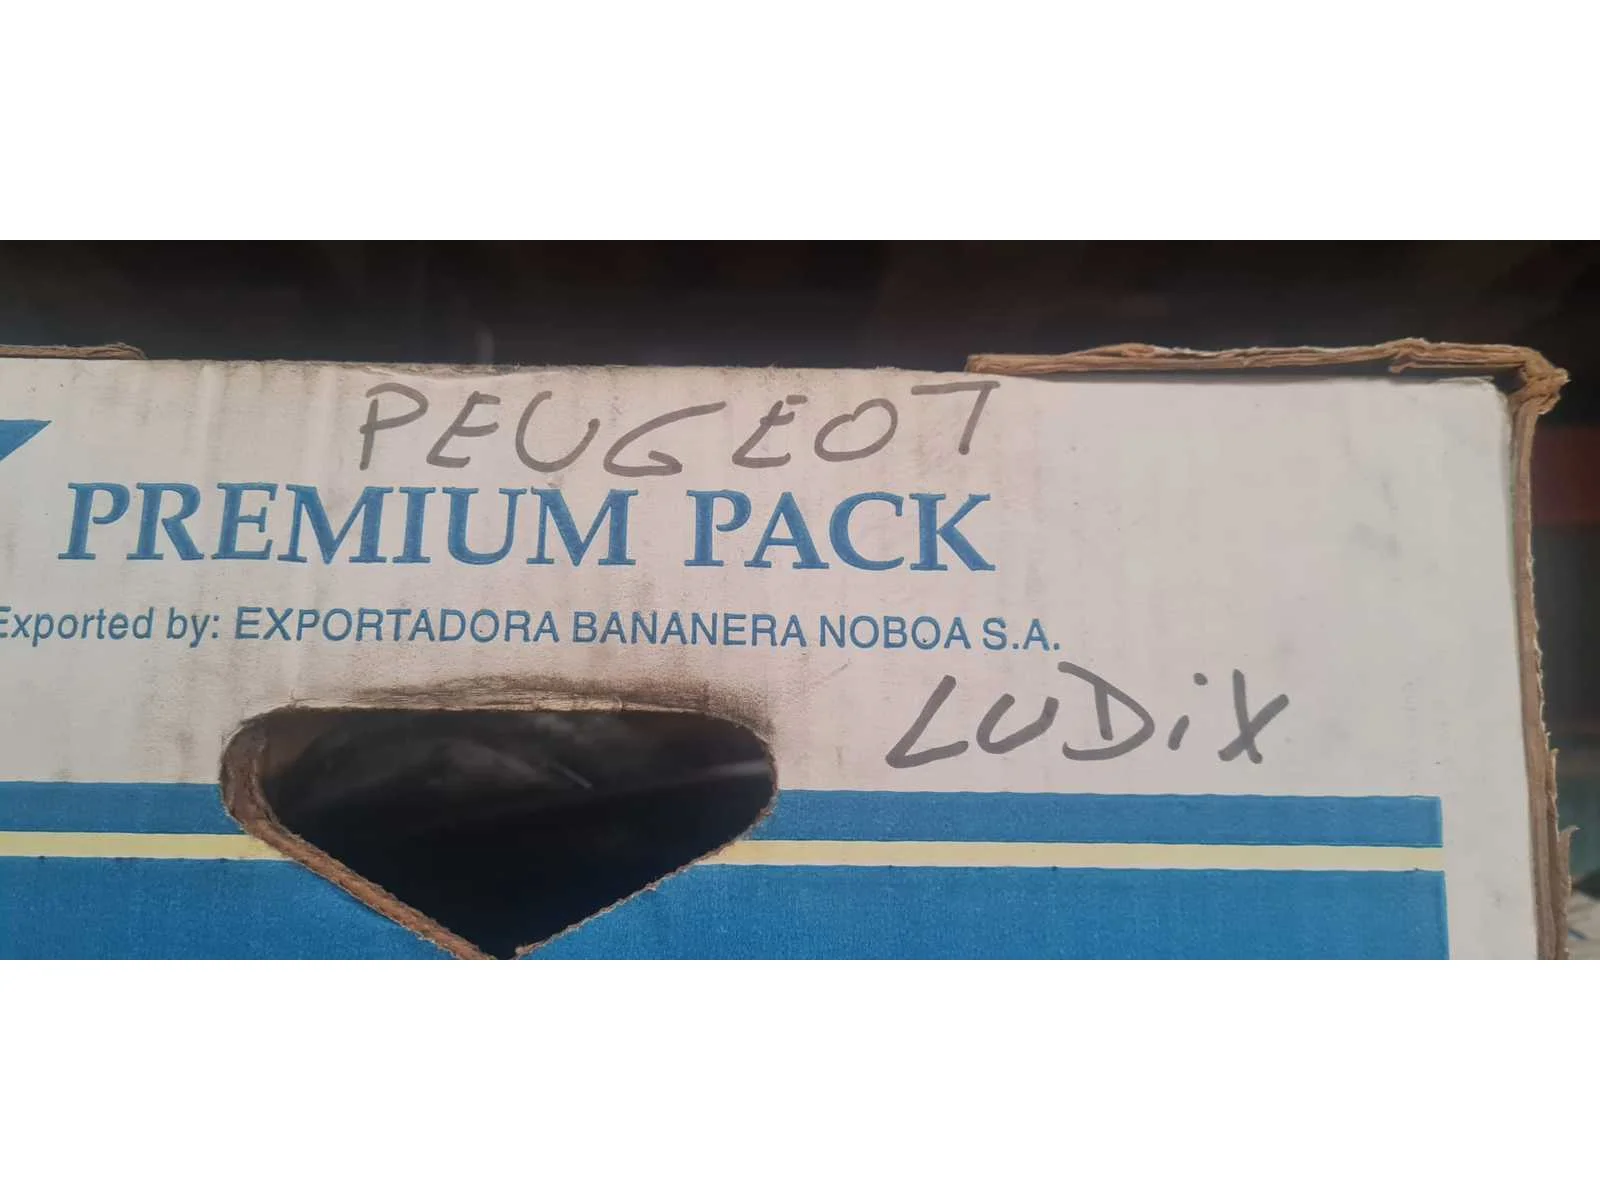 PEUGEOT
PREMIUM PACK
Exported by: EXPORTADORA BANANERA NOBOA S.A.
LUDiX